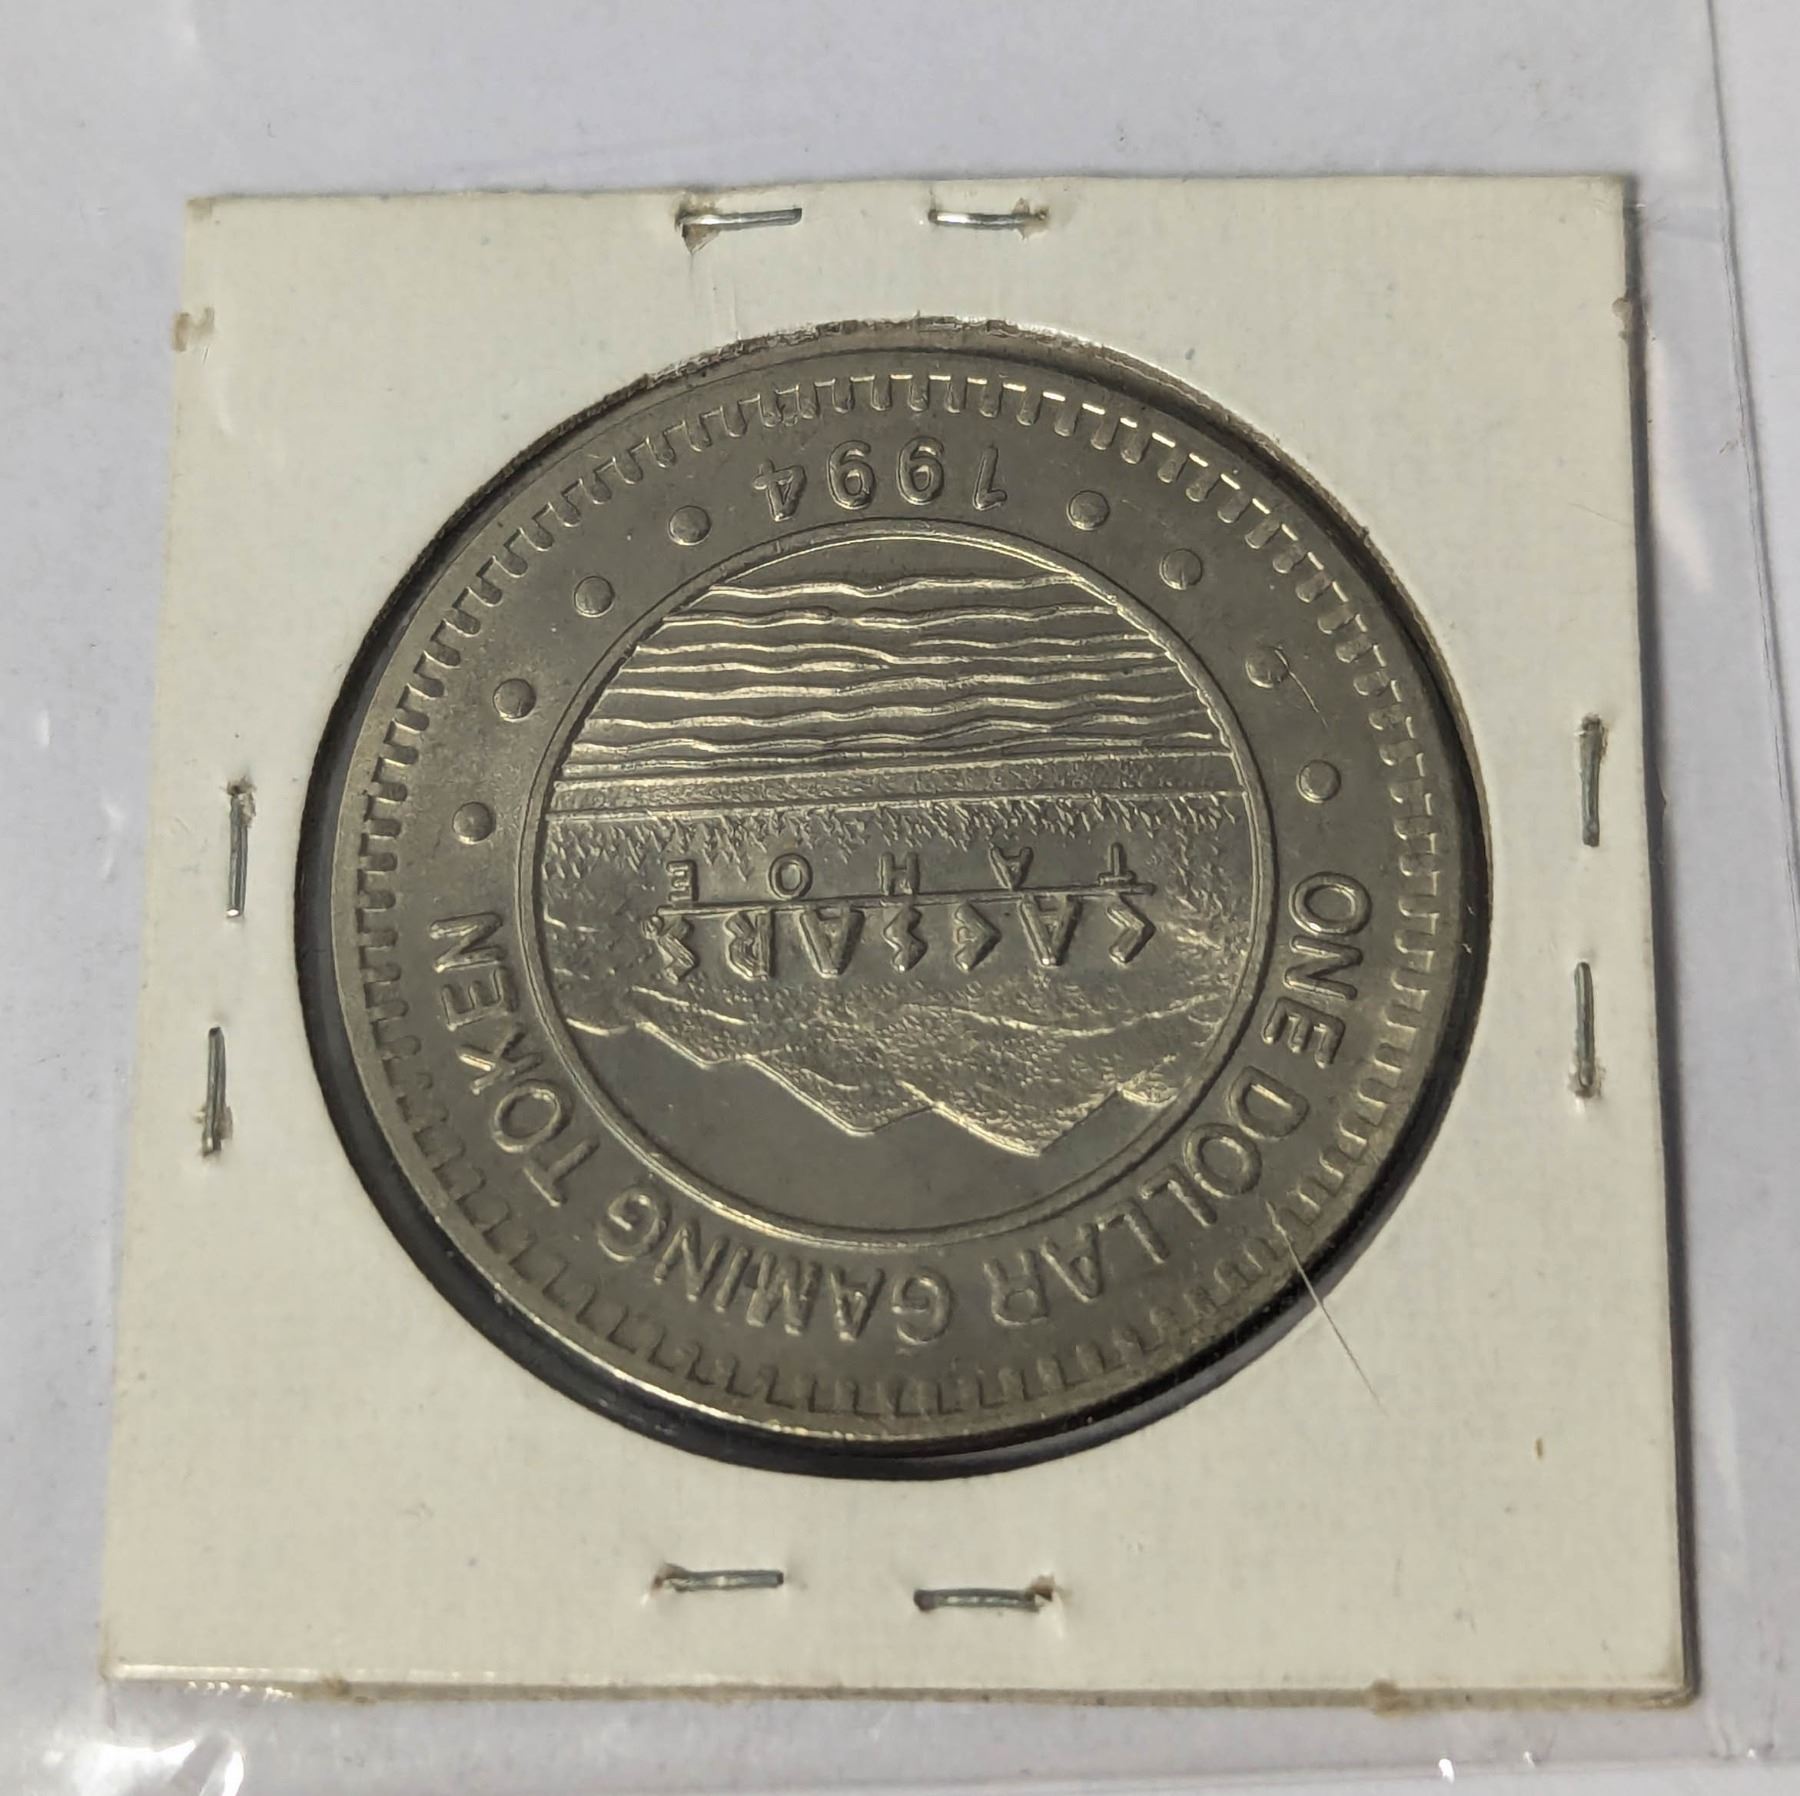 ONE DOLLAR GAMING TOKEN
CAESARS
TAHOE
1994